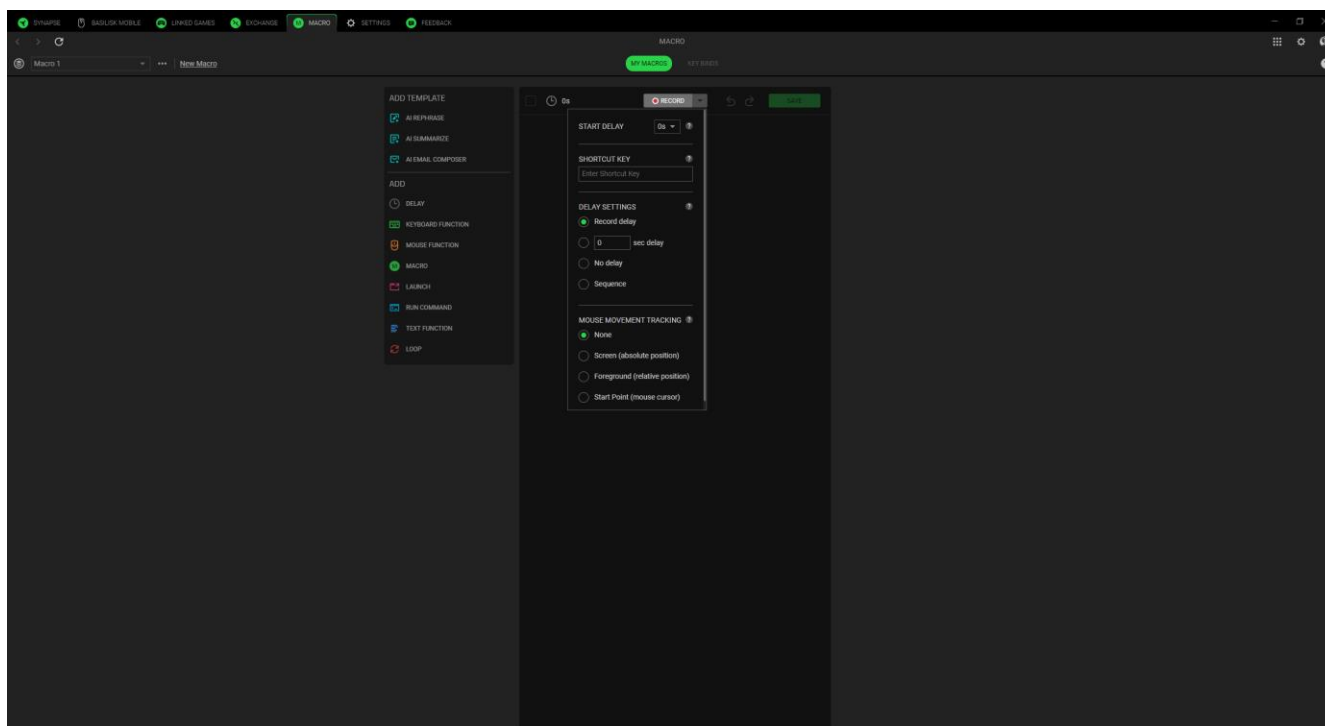 SYNAPSE BASILISK MOBILE LINKED GAMES EXCHANGE MACRO SETTINGS FEEDBACK
MACRO
Macro 1 New Macro MY MACROS KEY BINDS
ADD TEMPLATE
AI REPHRASE
AI SUMMARIZE
AI EMAIL COMPOSER
ADD
DELAY
KEYBOARD FUNCTION
MOUSE FUNCTION
MACRO
LAUNCH
RUN COMMAND
TEXT FUNCTION
LOOP
0s RECORD SAVE
START DELAY 0s
SHORTCUT KEY
Enter Shortcut Key
DELAY SETTINGS
Record delay
0 sec delay
No delay
Sequence
MOUSE MOVEMENT TRACKING
None
Screen (absolute position)
Foreground (relative position)
Start Point (mouse cursor)